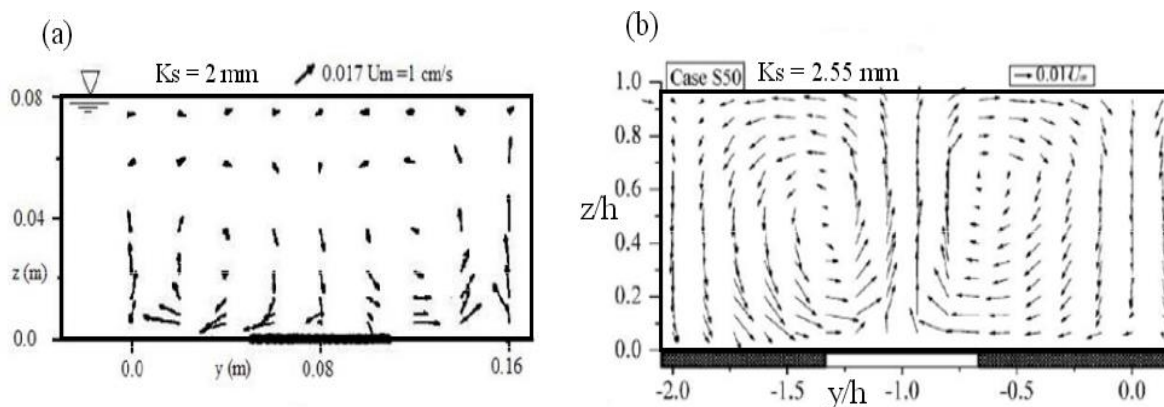 (a)
Ks = 2 mm
0.017 Um = 1 cm/s
0.08
0.04
z (m)
0.0
0.0
y (m)
0.08
0.16
(b)
1.0
Case S50
Ks = 2.55 mm
0.8
0.6
z/h
0.4
0.2
0.0
-2.0
-1.5
-1.0
y/h
-0.5
0.0